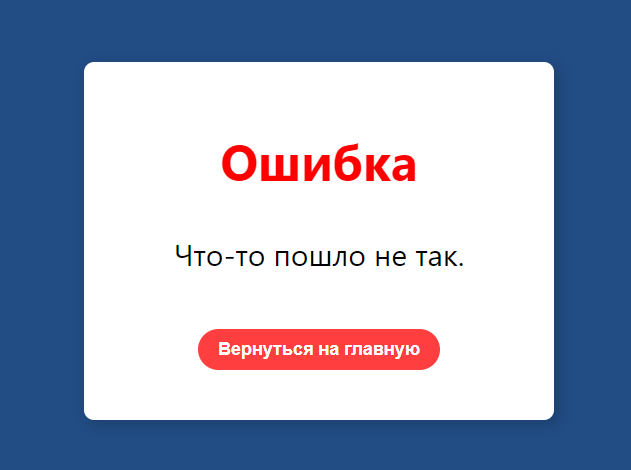 Ошибка
Что-то пошло не так.
Вернуться на главную